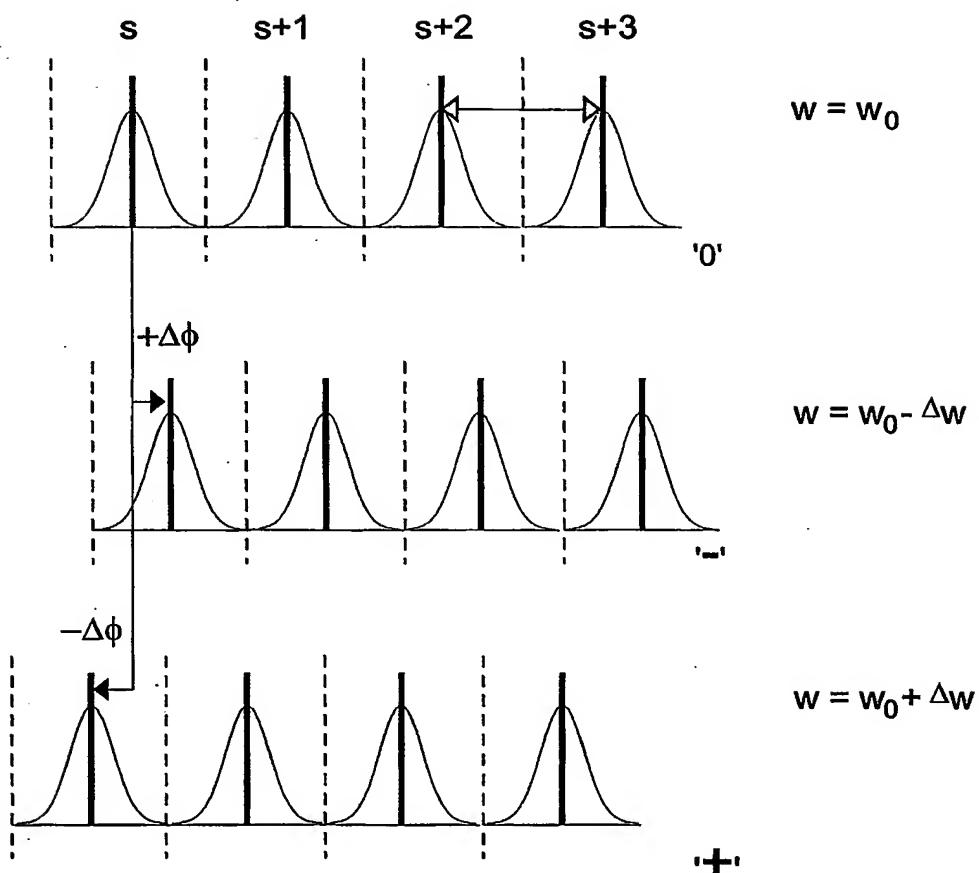 s s+1 s+2 s+3
w = w₀
'0'
+Δϕ
w = w₀- Δw
'-'
−Δϕ
w = w₀+ Δw
'+'